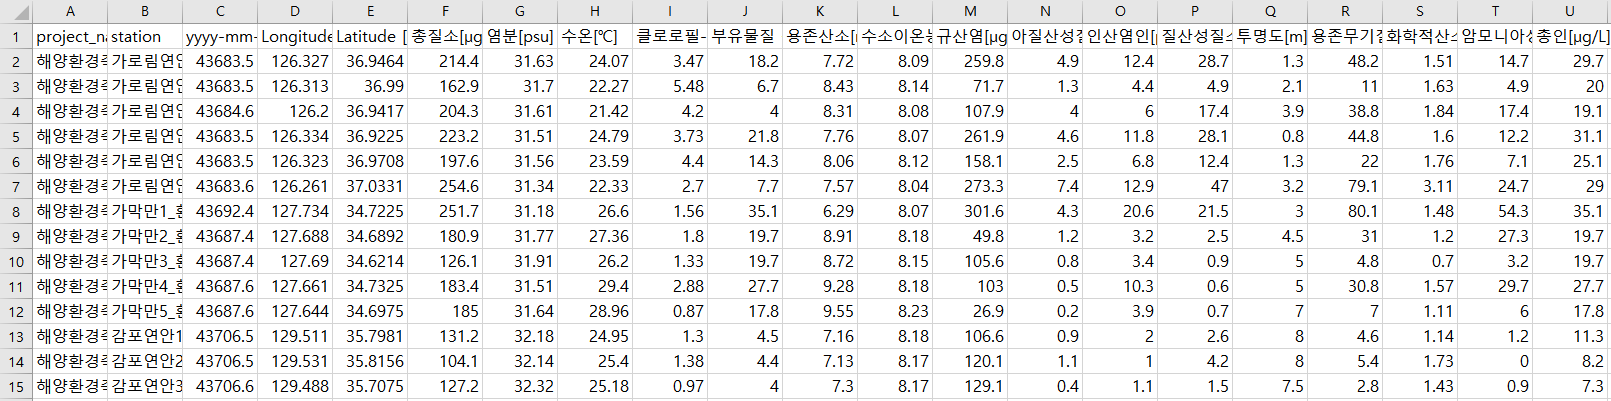 A B C D E F G H I J K L M N O P Q R S T U
1 project_na station yyyy-mm- Longitude Latitude [ 총질소[µg 염분[psu] 수온[℃] 클로로필- 부유물질 용존산소[ 수소이온농 규산염[µg 아질산성질 인산염인[ 질산성질소 투명도[m] 용존무기질 화학적산소 암모니아성 총인[µg/L]
2 해양환경측 가로림연안 43683.5 126.327 36.9464 214.4 31.63 24.07 3.47 18.2 7.72 8.09 259.8 4.9 12.4 28.7 1.3 48.2 1.51 14.7 29.7
3 해양환경측 가로림연안 43683.5 126.313 36.99 162.9 31.7 22.27 5.48 6.7 8.43 8.14 71.7 1.3 4.4 4.9 2.1 11 1.63 4.9 20
4 해양환경측 가로림연안 43684.6 126.2 36.9417 204.3 31.61 21.42 4.2 4 8.31 8.08 107.9 4 6 17.4 3.9 38.8 1.84 17.4 19.1
5 해양환경측 가로림연안 43683.5 126.334 36.9225 223.2 31.51 24.79 3.73 21.8 7.76 8.07 261.9 4.6 11.8 28.1 0.8 44.8 1.6 12.2 31.1
6 해양환경측 가로림연안 43683.5 126.323 36.9708 197.6 31.56 23.59 4.4 14.3 8.06 8.12 158.1 2.5 6.8 12.4 1.3 22 1.76 7.1 25.1
7 해양환경측 가로림연안 43683.6 126.261 37.0331 254.6 31.34 22.33 2.7 7.7 7.57 8.04 273.3 7.4 12.9 47 3.2 79.1 3.11 24.7 29
8 해양환경측 가막만1_환 43692.4 127.734 34.7225 251.7 31.18 26.6 1.56 35.1 6.29 8.07 301.6 4.3 20.6 21.5 3 80.1 1.48 54.3 35.1
9 해양환경측 가막만2_환 43687.4 127.688 34.6892 180.9 31.77 27.36 1.8 19.7 8.91 8.18 49.8 1.2 3.2 2.5 4.5 31 1.2 27.3 19.7
10 해양환경측 가막만3_환 43687.4 127.69 34.6214 126.1 31.91 26.2 1.33 19.7 8.72 8.15 105.6 0.8 3.4 0.9 5 4.8 0.7 3.2 19.7
11 해양환경측 가막만4_환 43687.6 127.661 34.7325 183.4 31.51 29.4 2.88 27.7 9.28 8.18 103 0.5 10.3 0.6 5 30.8 1.57 29.7 27.7
12 해양환경측 가막만5_환 43687.6 127.644 34.6975 185 31.64 28.96 0.87 17.8 9.55 8.23 26.9 0.2 3.9 0.7 7 7 1.11 6 17.8
13 해양환경측 감포연안1 43706.5 129.511 35.7981 131.2 32.18 24.95 1.3 4.5 7.16 8.18 106.6 0.9 2 2.6 8 4.6 1.14 1.2 11.3
14 해양환경측 감포연안2 43706.5 129.531 35.8156 104.1 32.14 25.4 1.38 4.4 7.13 8.17 120.1 1.1 1 4.2 8 5.4 1.73 0 8.2
15 해양환경측 감포연안3 43706.6 129.488 35.7075 127.2 32.32 25.18 0.97 4 7.3 8.17 129.1 0.4 1.1 1.5 7.5 2.8 1.43 0.9 7.3